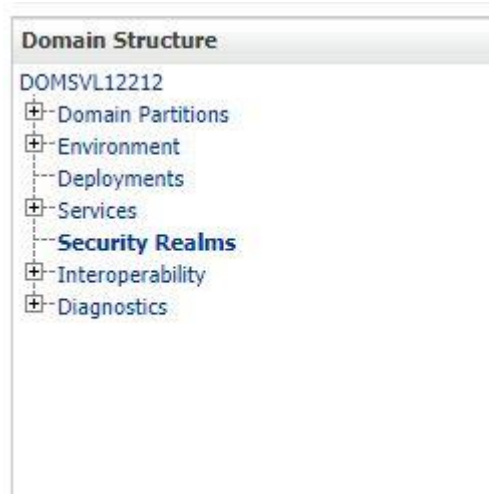 Domain Structure
DOMSVL12212
Domain Partitions
Environment
Deployments
Services
Security Realms
Interoperability
Diagnostics